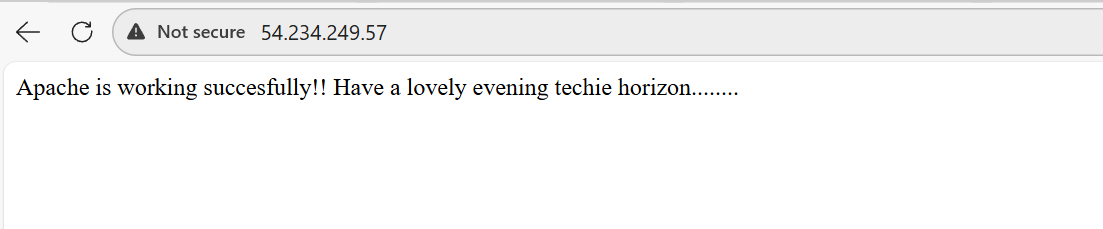 Not secure 54.234.249.57
Apache is working succesfully!! Have a lovely evening techie horizon........